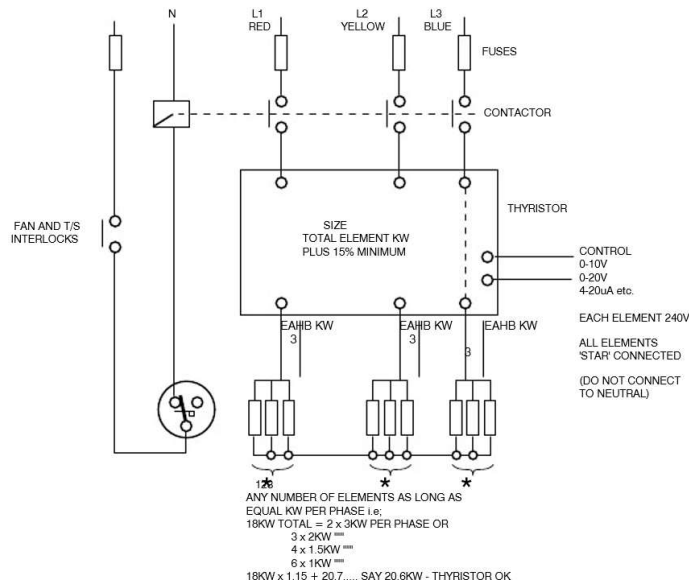 N
L1
RED
L2
YELLOW
L3
BLUE
FUSES
CONTACTOR
THYRISTOR
FAN AND T/S
INTERLOCKS
SIZE
TOTAL ELEMENT KW
PLUS 15% MINIMUM
CONTROL
0-10V
0-20V
4-20uA etc.
EACH ELEMENT 240V
ALL ELEMENTS
'STAR' CONNECTED
(DO NOT CONNECT
TO NEUTRAL)
EAHB KW
3
EAHB KW
3
EAHB KW
3
123
* * *
ANY NUMBER OF ELEMENTS AS LONG AS
EQUAL KW PER PHASE i.e;
18KW TOTAL = 2 x 3KW PER PHASE OR
3 x 2KW """
4 x 1.5KW """
6 x 1KW """
18KW x 1.15 + 20.7..... SAY 20.6KW - THYRISTOR OK